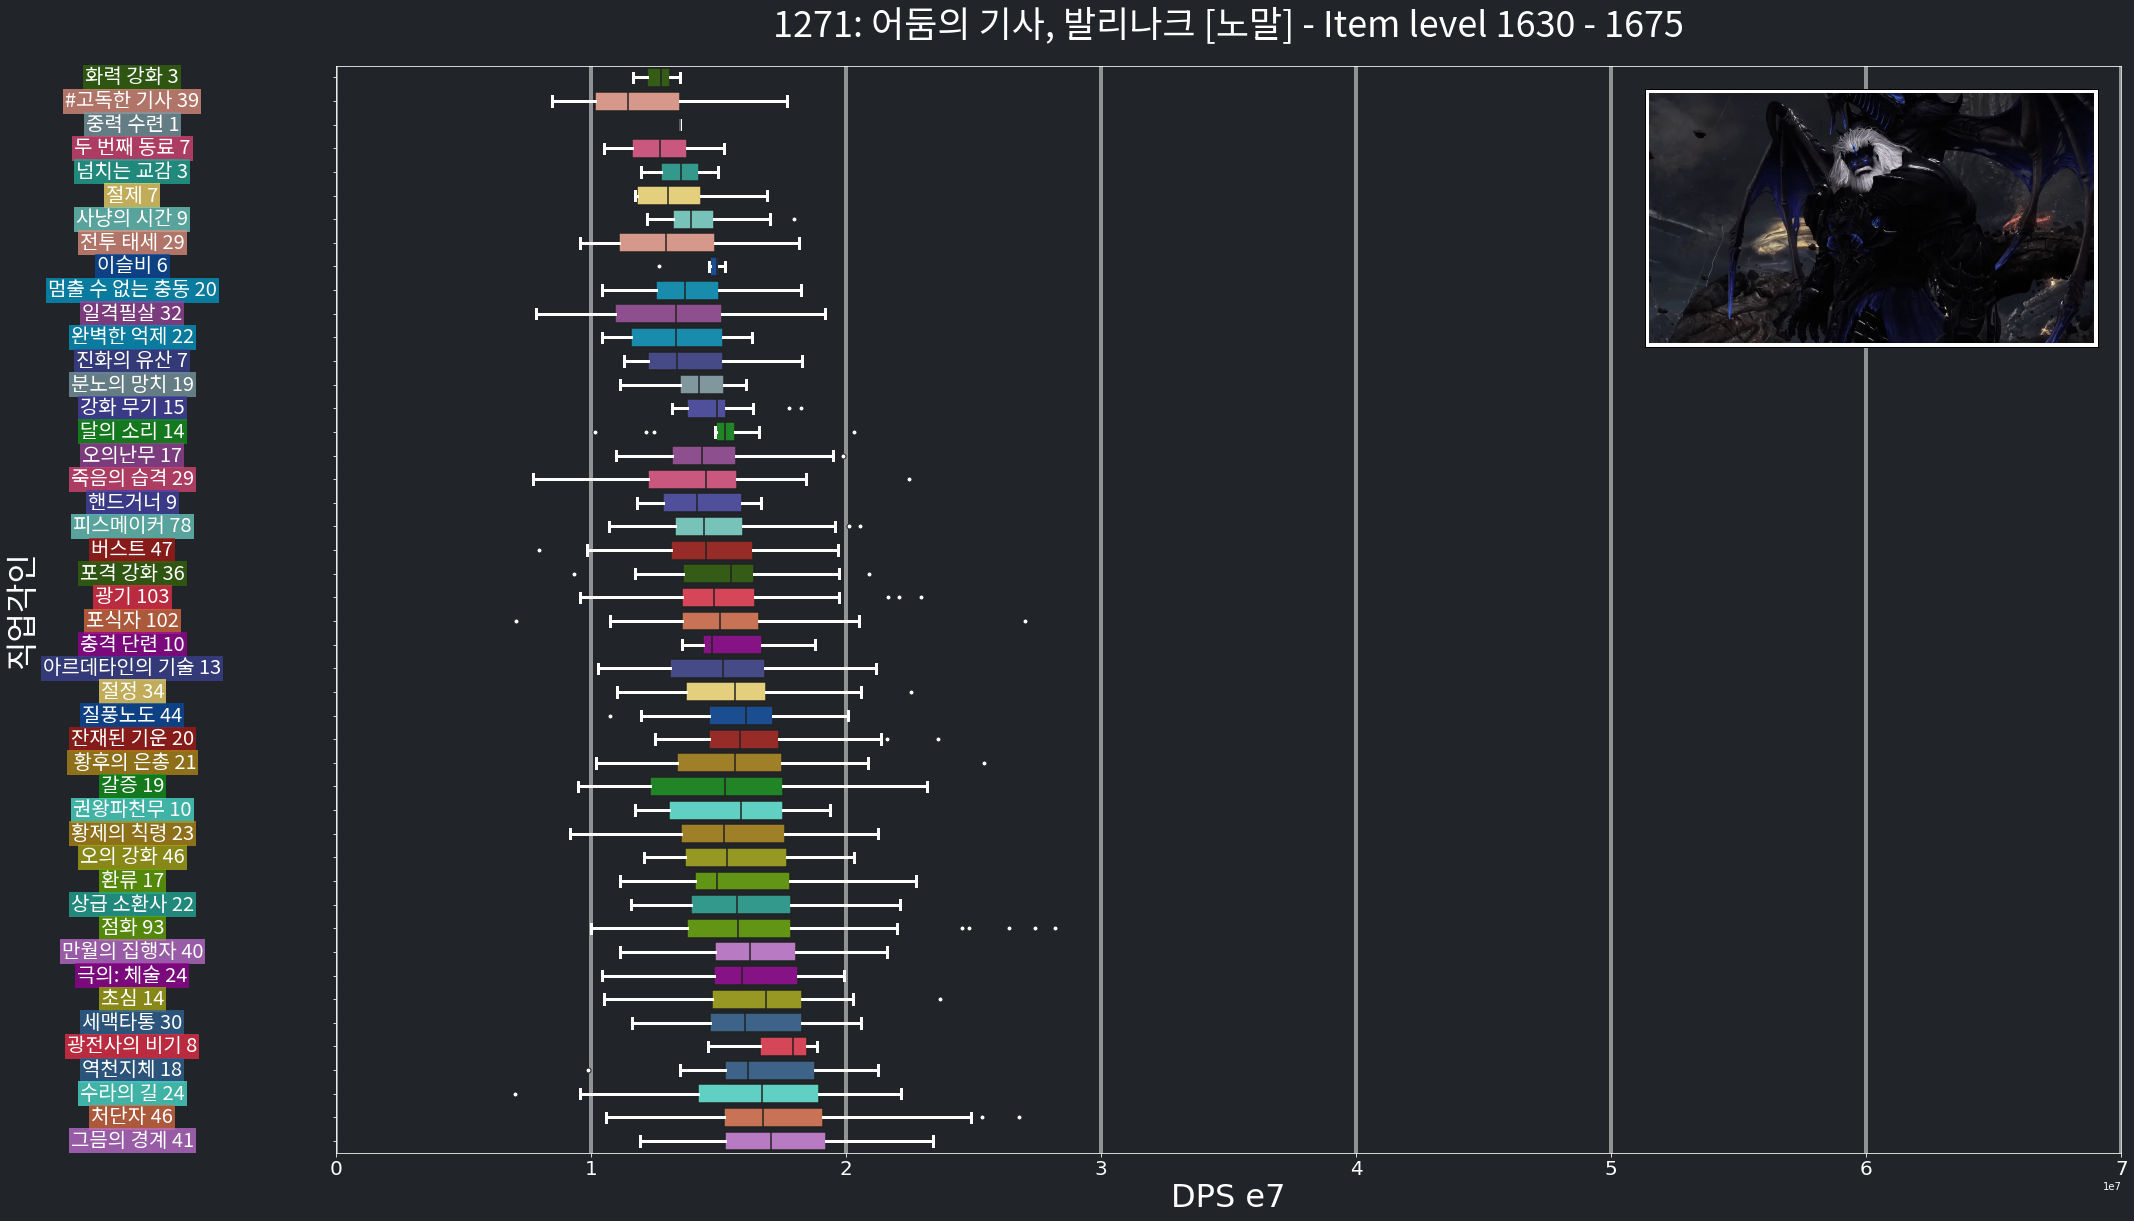 1271: 어둠의 기사, 발리나크 [노말] - Item level 1630 - 1675
직업각인
화력 강화 3
#고독한 기사 39
중력 수련 1
두 번째 동료 7
넘치는 교감 3
절제 7
사냥의 시간 9
전투 태세 29
이슬비 6
멈출 수 없는 충동 20
일격필살 32
완벽한 억제 22
진화의 유산 7
분노의 망치 19
강화 무기 15
달의 소리 14
오의난무 17
죽음의 습격 29
핸드거너 9
피스메이커 78
버스트 47
포격 강화 36
광기 103
포식자 102
충격 단련 10
아르데타인의 기술 13
절정 34
질풍노도 44
잔재된 기운 20
황후의 은총 21
갈증 19
권왕파천무 10
황제의 칙령 23
오의 강화 46
환류 17
상급 소환사 22
점화 93
만월의 집행자 40
극의: 체술 24
초심 14
세맥타통 30
광전사의 비기 8
역천지체 18
수라의 길 24
처단자 46
그믐의 경계 41
0 1 2 3 4 5 6 7
1e7
DPS e7